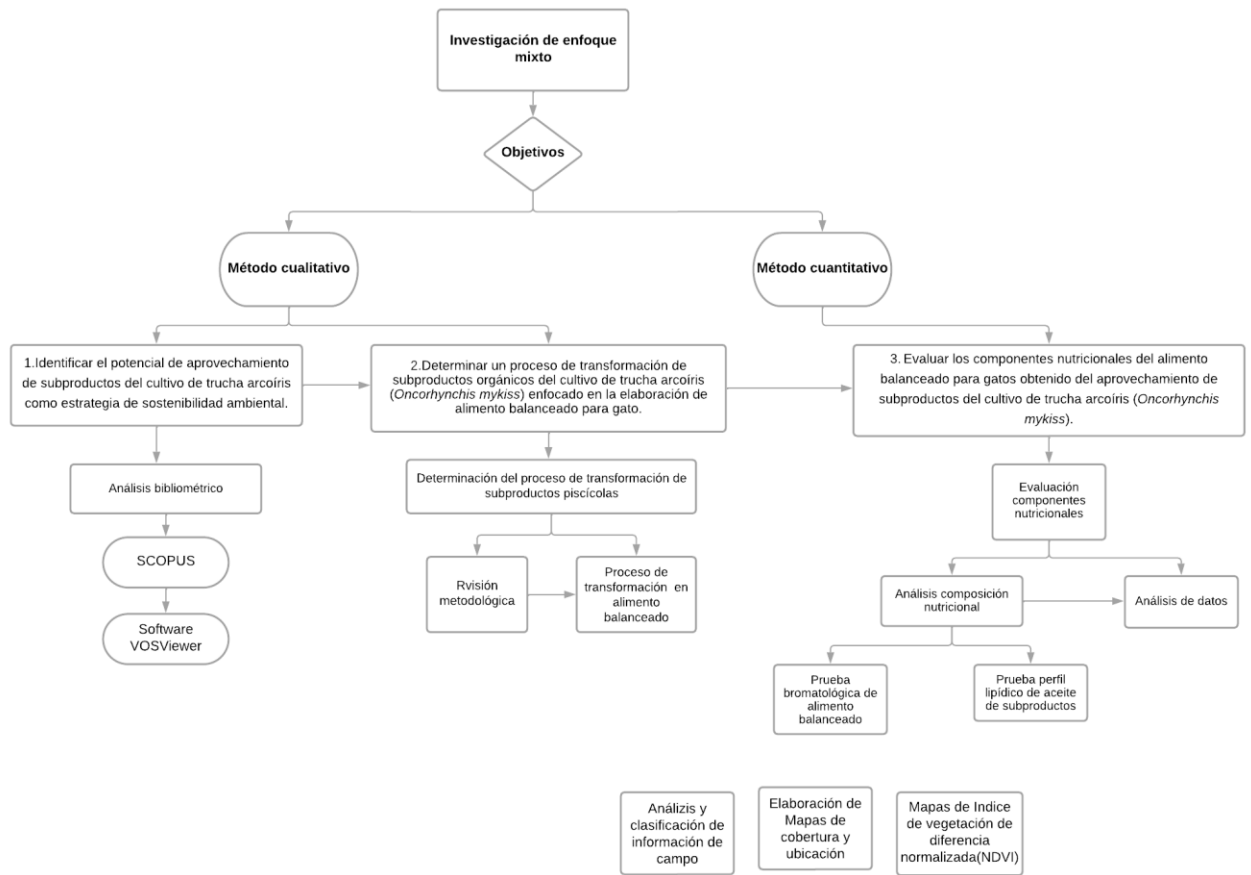 Investigación de enfoque
mixto
Objetivos
Método cualitativo
Método cuantitativo
1.Identificar el potencial de aprovechamiento
de subproductos del cultivo de trucha arcoíris
como estrategia de sostenibilidad ambiental.
2.Determinar un proceso de transformación de
subproductos orgánicos del cultivo de trucha arcoíris
(Oncorhynchis mykiss) enfocado en la elaboración de
alimento balanceado para gato.
3. Evaluar los componentes nutricionales del alimento
balanceado para gatos obtenido del aprovechamiento de
subproductos del cultivo de trucha arcoíris (Oncorhynchis
mykiss).
Análisis bibliométrico
SCOPUS
Software
VOSViewer
Determinación del proceso de transformación de
subproductos piscícolas
Rvisión
metodológica
Proceso de
transformación en
alimento
balanceado
Evaluación
componentes
nutricionales
Análisis composición
nutricional
Análisis de datos
Prueba
bromatológica de
alimento
balanceado
Prueba perfil
lipídico de aceite
de subproductos
Análizis y
clasificación de
información de
campo
Elaboración de
Mapas de
cobertura y
ubicación
Mapas de Indice
de vegetación de
diferencia
normalizada(NDVI)